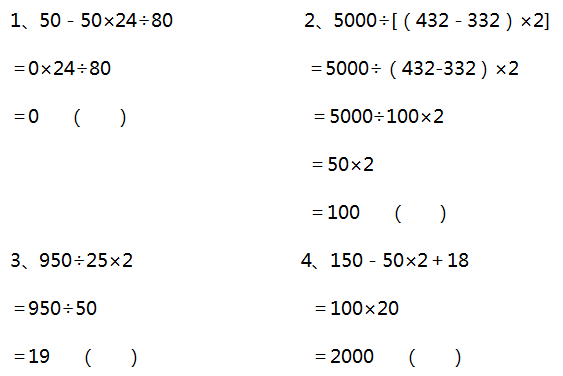 1、50－50×24÷80
＝0×24÷80
＝0 （ ）
2、5000÷[（432－332）×2]
＝5000÷（432-332）×2
＝5000÷100×2
＝50×2
＝100 （ ）
3、950÷25×2
＝950÷50
＝19 （ ）
4、150－50×2＋18
＝100×20
＝2000 （ ）